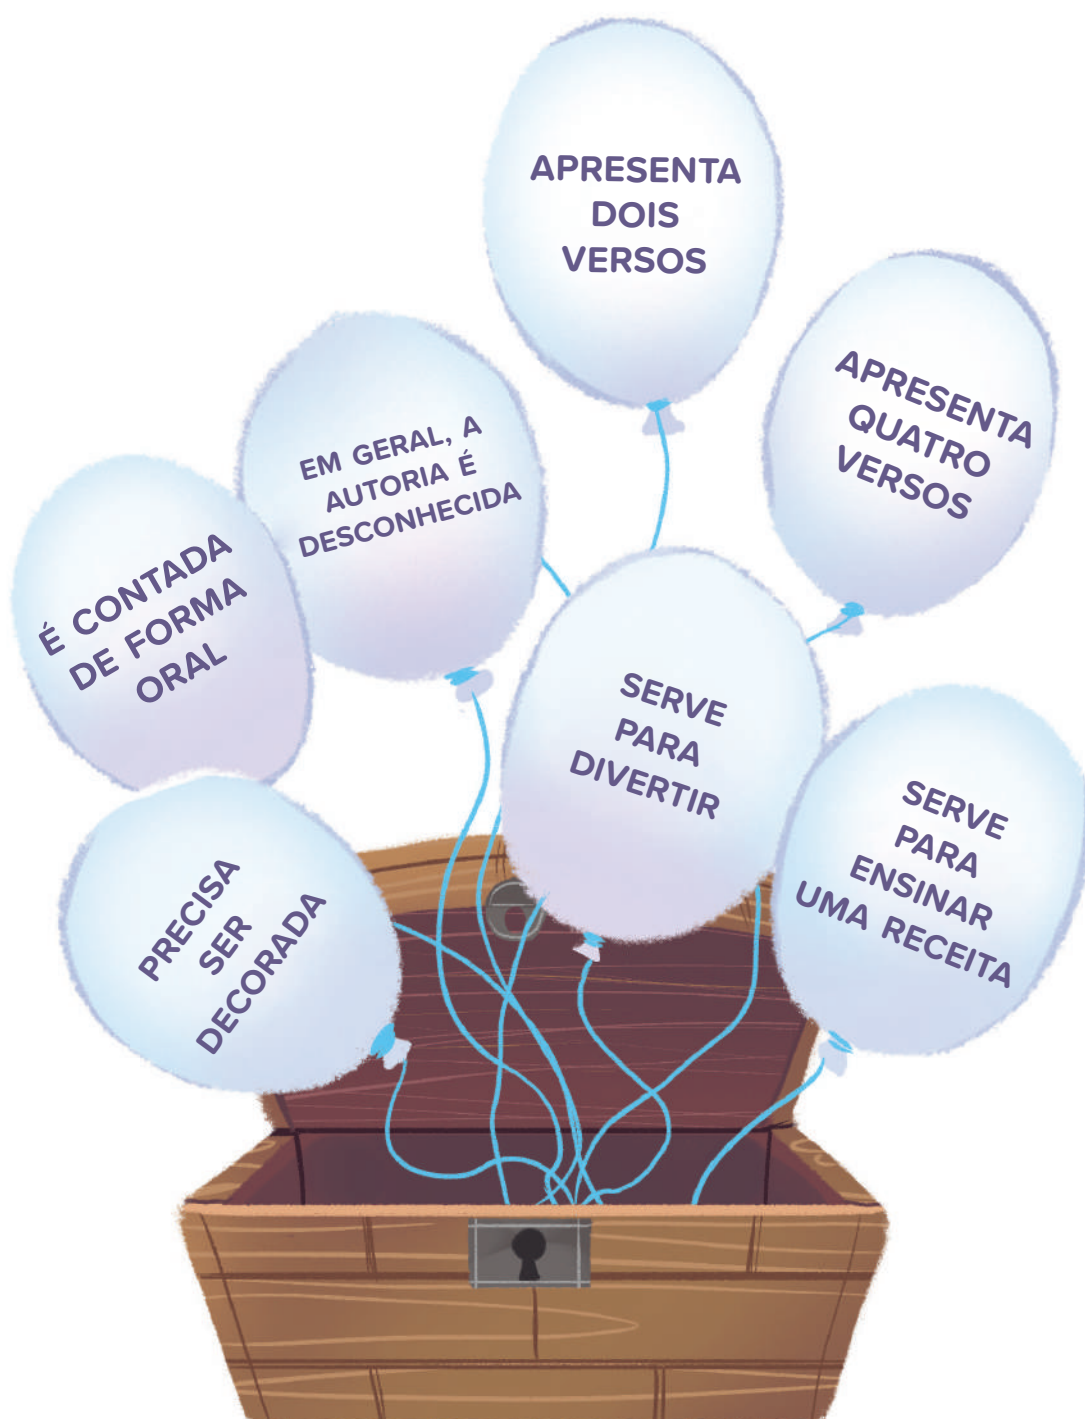 APRESENTA
DOIS
VERSOS
APRESENTA
QUATRO
VERSOS
EM GERAL, A
AUTORIA É
DESCONHECIDA
É CONTADA
DE FORMA
ORAL
SERVE
PARA
DIVERTIR
SERVE
PARA
ENSINAR
UMA RECEITA
PRECISA
SER
DECORADA